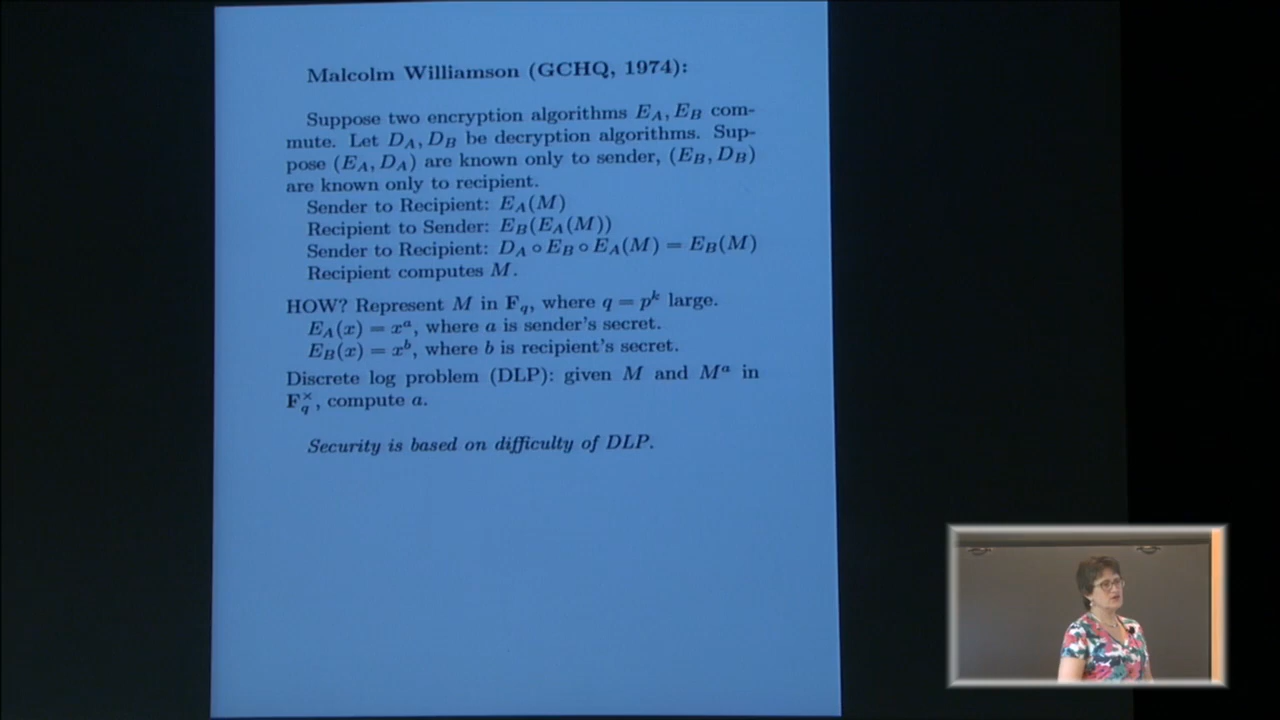 Malcolm Williamson (GCHQ, 1974):
Suppose two encryption algorithms E_A, E_B com-
mute. Let D_A, D_B be decryption algorithms. Sup-
pose (E_A, D_A) are known only to sender, (E_B, D_B)
are known only to recipient.
Sender to Recipient: E_A(M)
Recipient to Sender: E_B(E_A(M))
Sender to Recipient: D_A ∘ E_B ∘ E_A(M) = E_B(M)
Recipient computes M.
HOW? Represent M in F_q, where q = p^k large.
E_A(x) = x^a, where a is sender's secret.
E_B(x) = x^b, where b is recipient's secret.
Discrete log problem (DLP): given M and M^a in
F_q^×, compute a.
Security is based on difficulty of DLP.